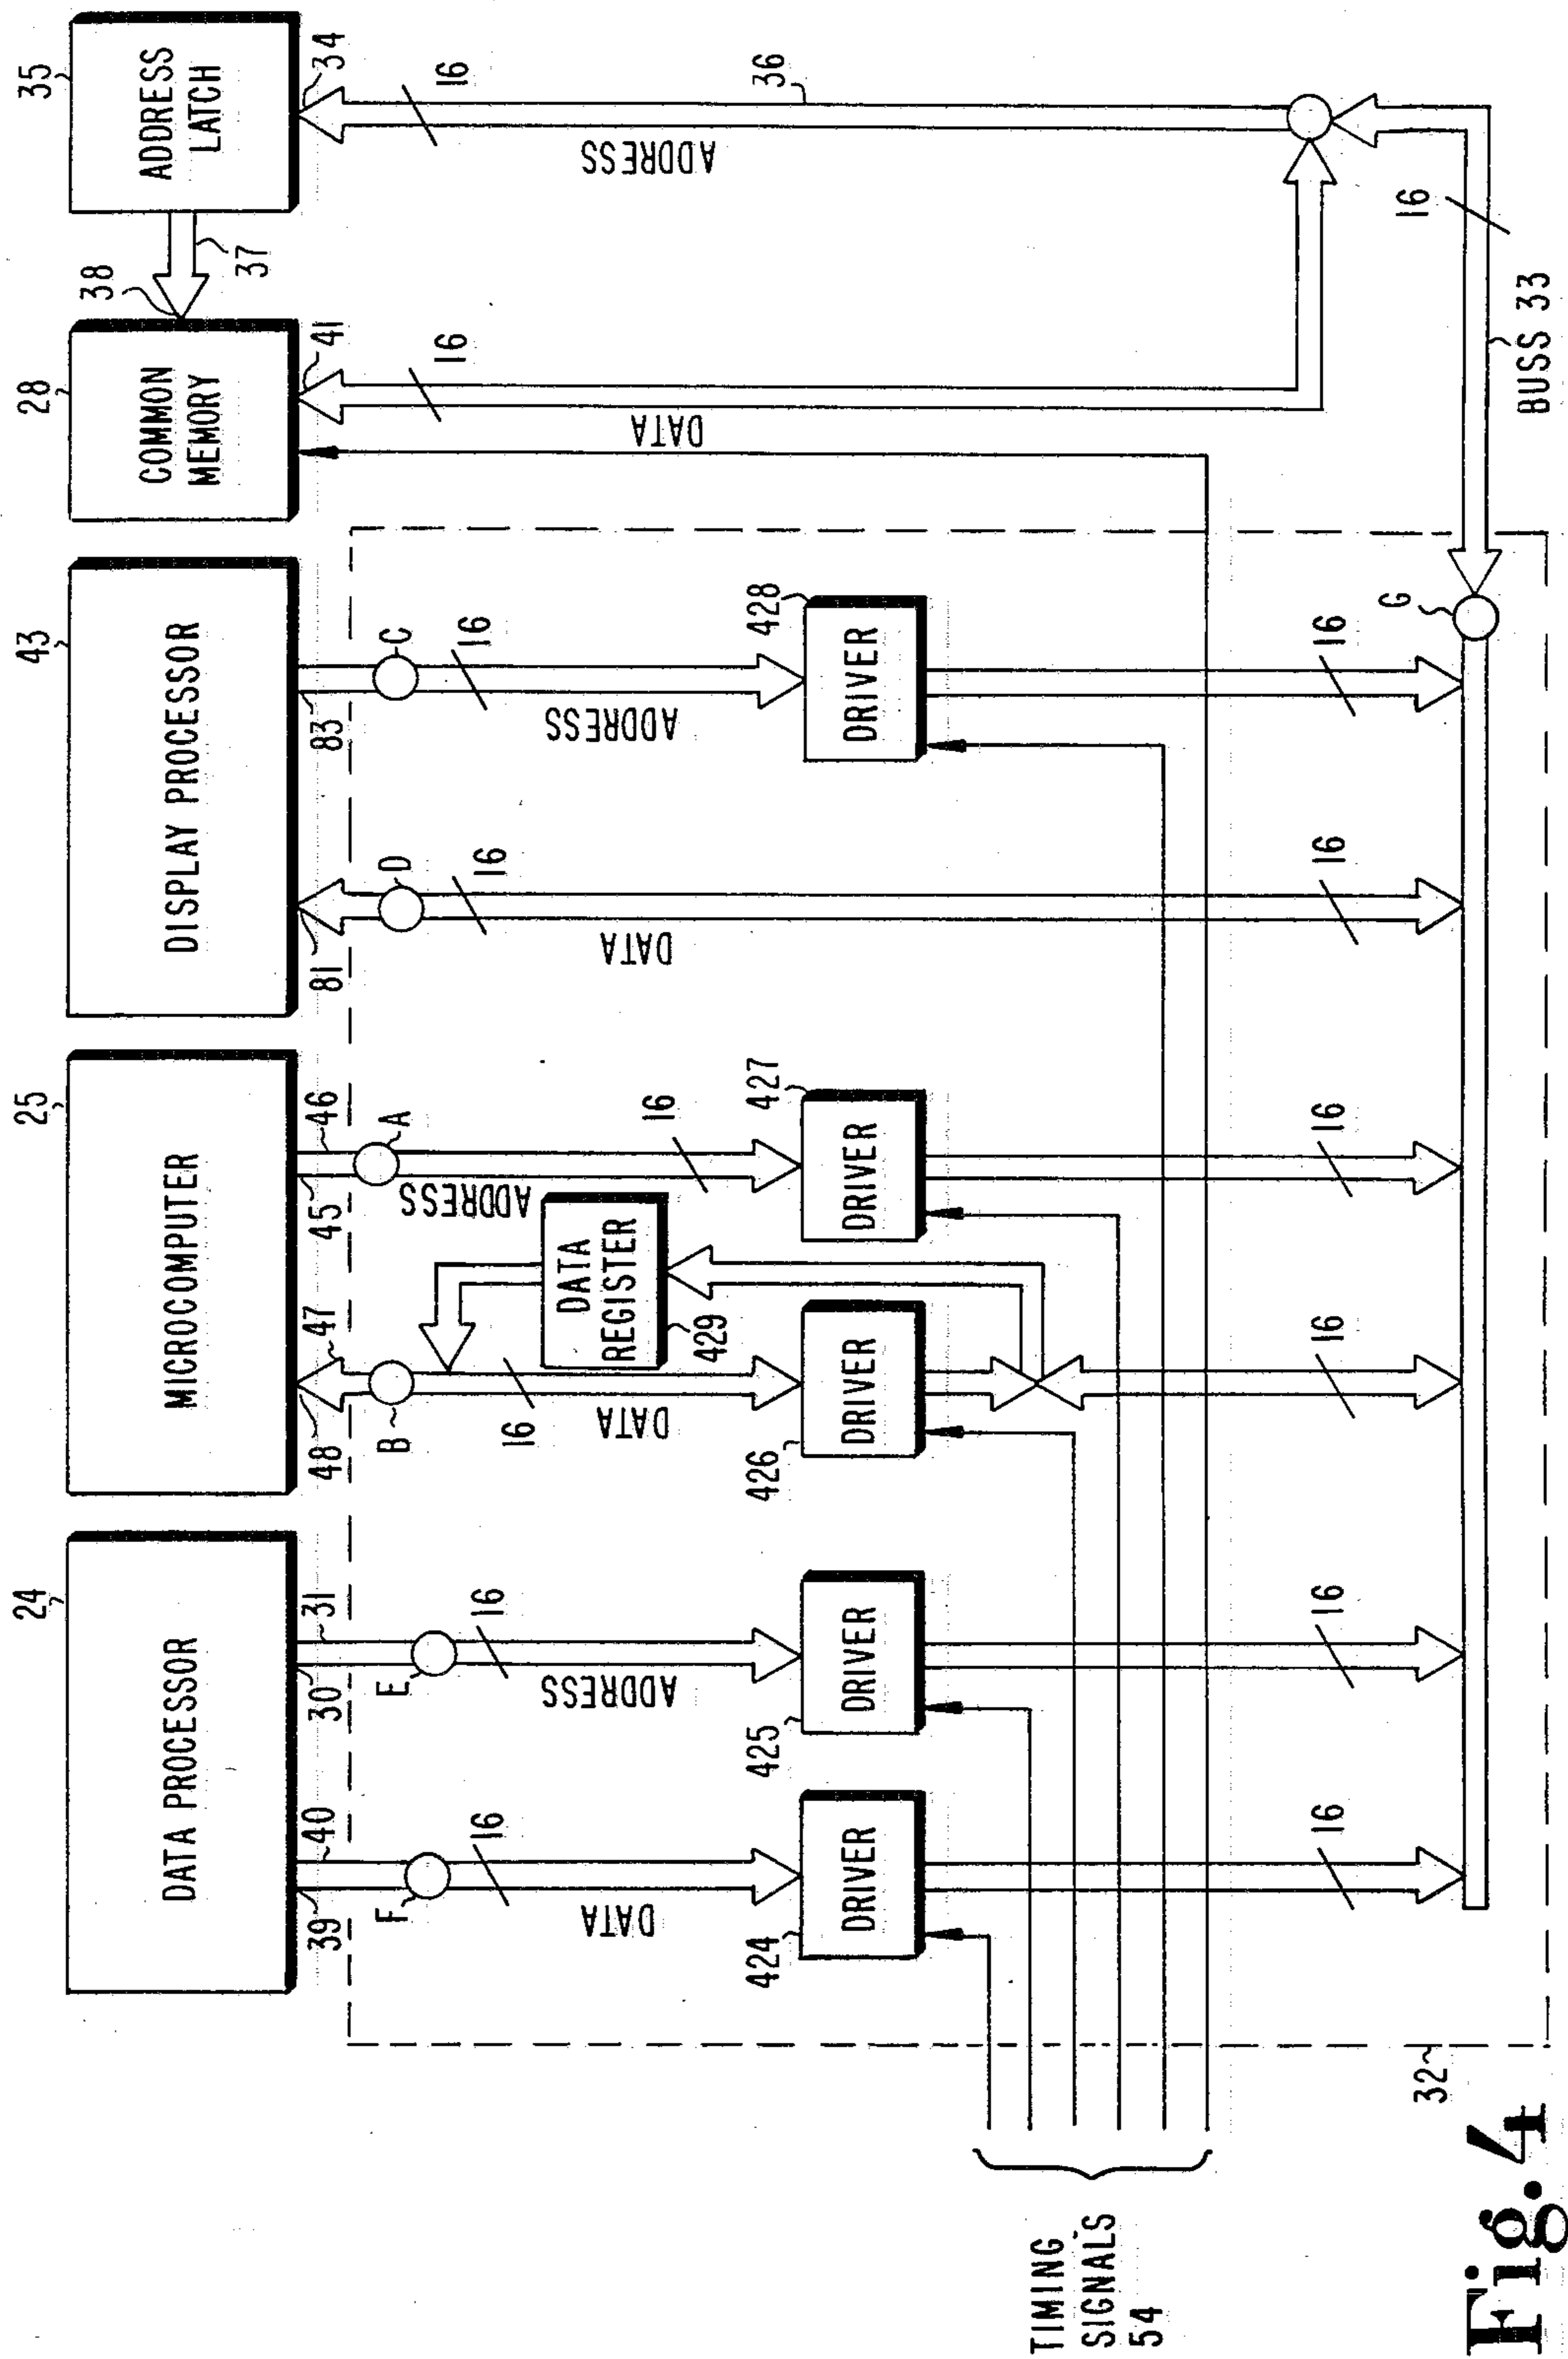 24
DATA PROCESSOR
39
40
30
31
25
MICROCOMPUTER
48
47
45
46
43
DISPLAY PROCESSOR
81
83
28
COMMON
MEMORY
41
38
37
35
ADDRESS
LATCH
34
F
16
DATA
E
16
ADDRESS
B
16
DATA
A
16
ADDRESS
DATA
REGISTER
429
D
16
DATA
C
16
ADDRESS
DATA
16
ADDRESS
16
36
424
DRIVER
425
DRIVER
426
DRIVER
427
DRIVER
428
DRIVER
TIMING
SIGNALS
54
16
16
16
16
16
16
G
16
BUSS 33
32
Fig. 4